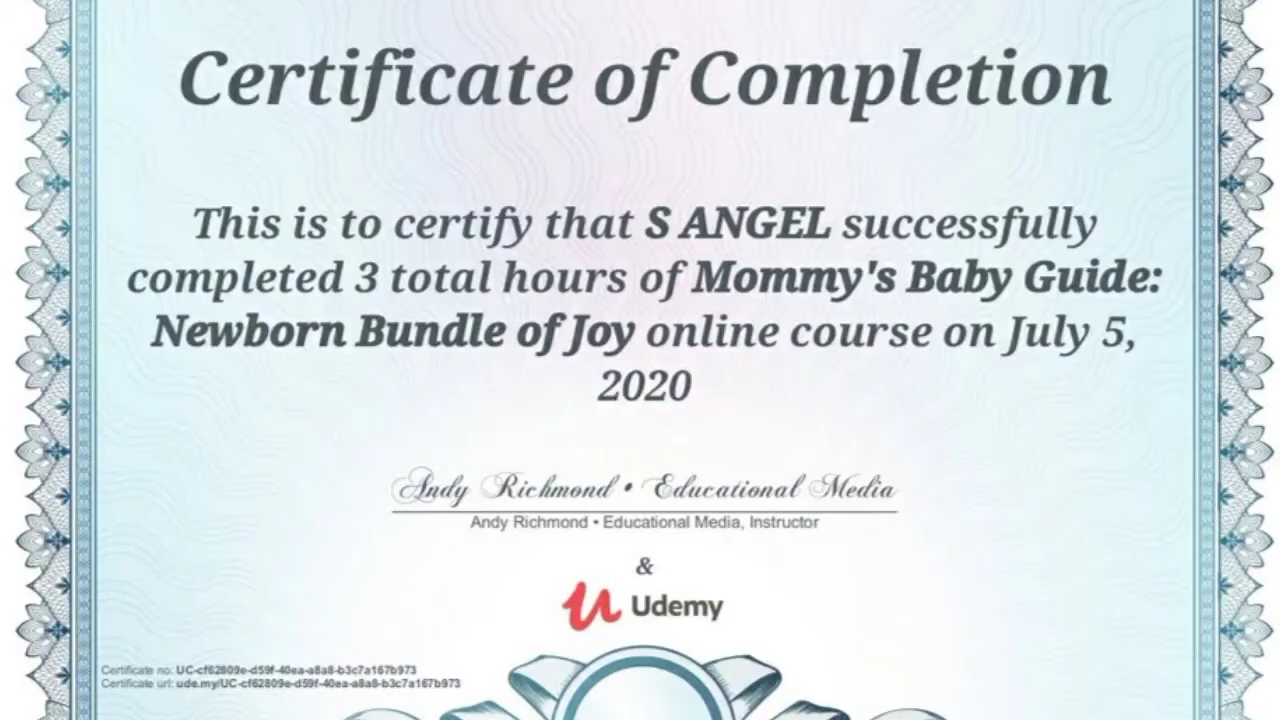 Certificate of Completion
This is to certify that S ANGEL successfully
completed 3 total hours of Mommy's Baby Guide:
Newborn Bundle of Joy online course on July 5,
2020
Andy Richmond • Educational Media
Andy Richmond • Educational Media, Instructor
&
Udemy
Certificate no: UC-cf62809e-d59f-40ea-a8a8-b3c7a167b973
Certificate url: ude.my/UC-cf62809e-d59f-40ea-a8a8-b3c7a167b973